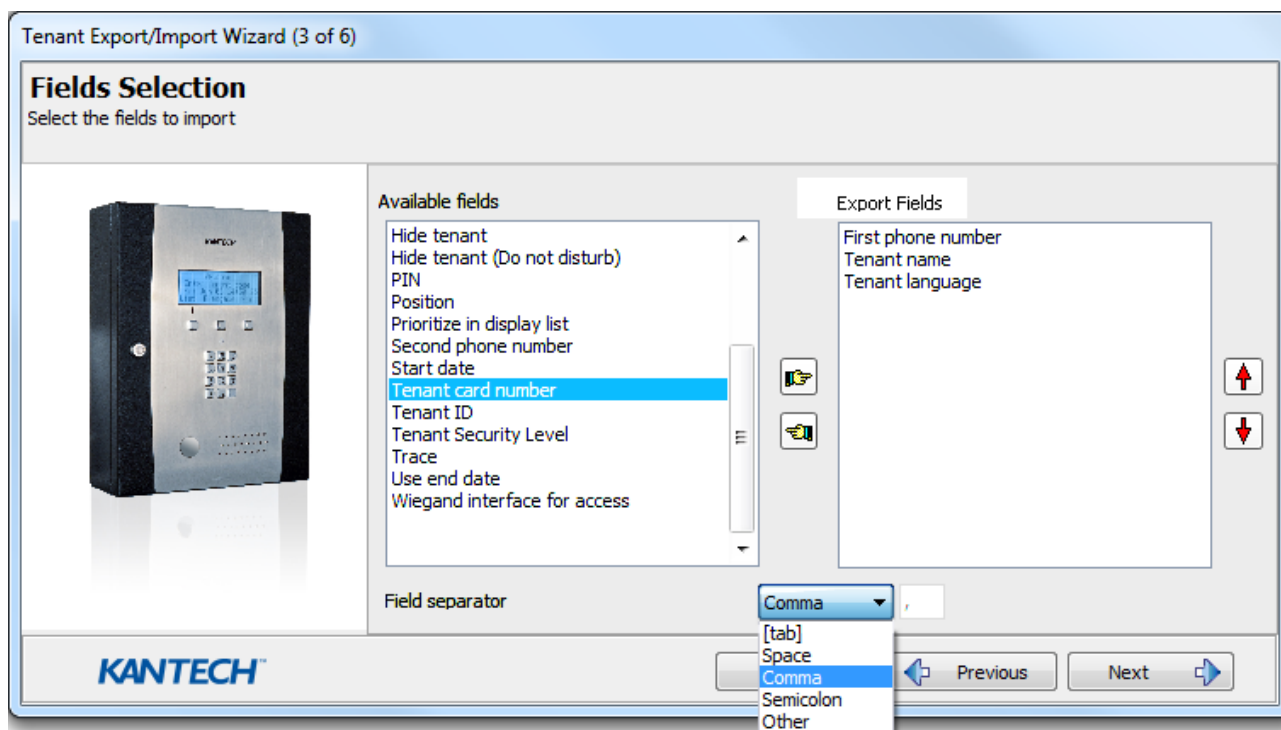 Tenant Export/Import Wizard (3 of 6)
Fields Selection
Select the fields to import
Available fields
Hide tenant
Hide tenant (Do not disturb)
PIN
Position
Prioritize in display list
Second phone number
Start date
Tenant card number
Tenant ID
Tenant Security Level
Trace
Use end date
Wiegand interface for access
Export Fields
First phone number
Tenant name
Tenant language
KANTECH
Field separator
Comma
,
[tab]
Space
Comma
Semicolon
Other
KANTECH
Previous
Next